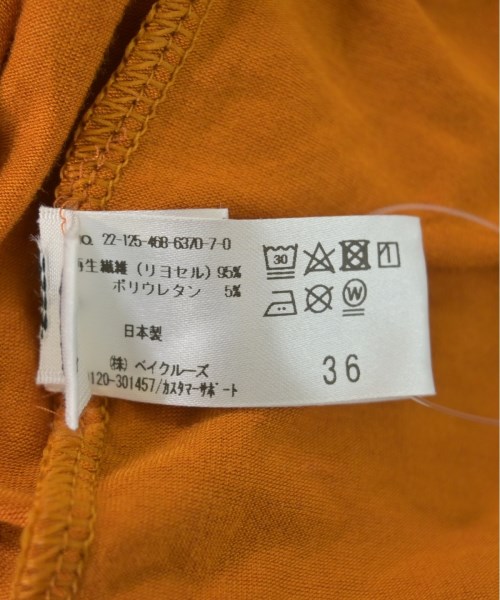 NO. 22-125-468-6370-7-0
再生繊維 (リヨセル) 95%
ポリウレタン 5%
日本製
(株) ベイクルーズ
0120-301457/カスタマーサポート
30
1
W
36